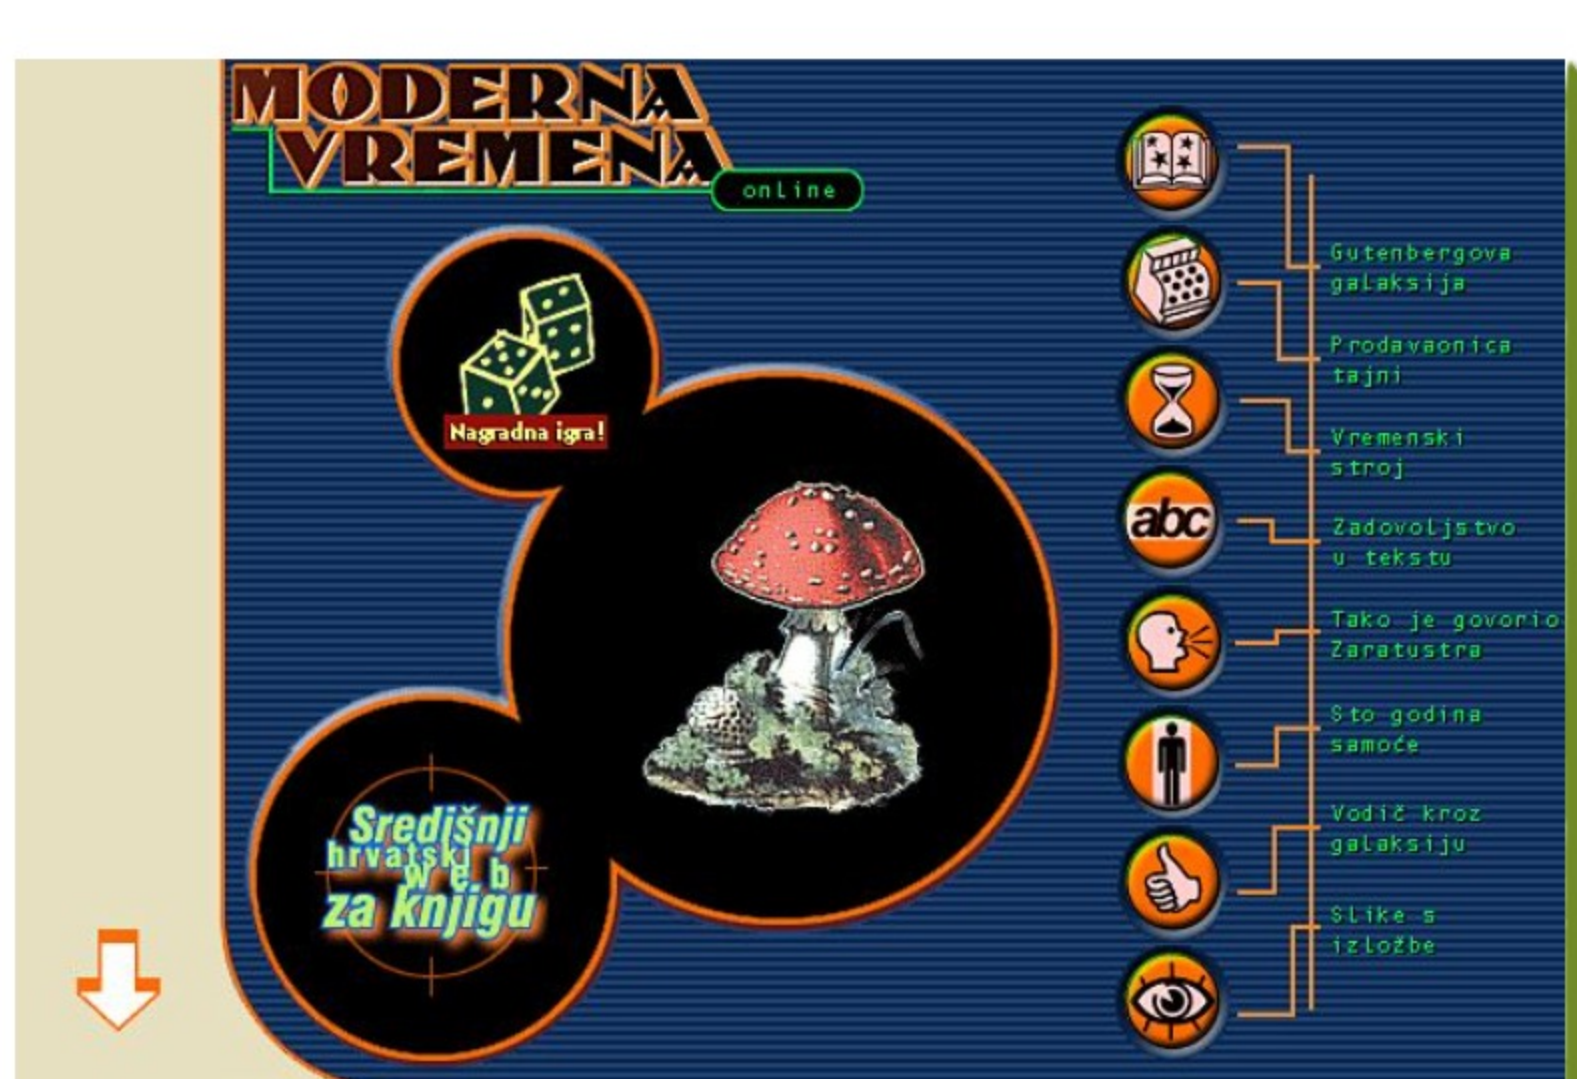 MODERNA
VREMENA
online
Nagradna igra!
Središnji
hrvatski
web
za knjigu
abc
Gutenbergova
galaksija
Prodavaonica
tajni
Vremenski
stroj
Zadovoljstvo
u tekstu
Tako je govorio
Zaratustra
Sto godina
samoće
Vodič kroz
galaksiju
Slike s
izložbe